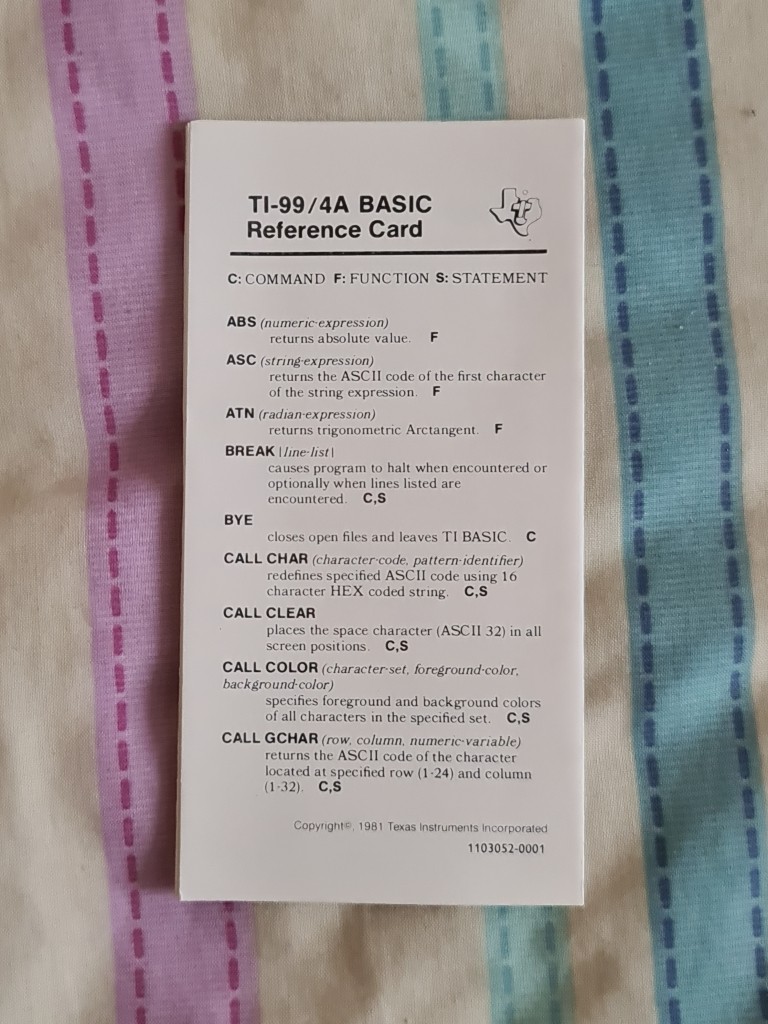 TI-99/4A BASIC
Reference Card
C: COMMAND F: FUNCTION S: STATEMENT
ABS (numeric-expression)
returns absolute value. F
ASC (string-expression)
returns the ASCII code of the first character
of the string expression. F
ATN (radian-expression)
returns trigonometric Arctangent. F
BREAK |line-list|
causes program to halt when encountered or
optionally when lines listed are
encountered. C,S
BYE
closes open files and leaves TI BASIC. C
CALL CHAR (character-code, pattern-identifier)
redefines specified ASCII code using 16
character HEX coded string. C,S
CALL CLEAR
places the space character (ASCII 32) in all
screen positions. C,S
CALL COLOR (character-set, foreground-color,
background-color)
specifies foreground and background colors
of all characters in the specified set. C,S
CALL GCHAR (row, column, numeric-variable)
returns the ASCII code of the character
located at specified row (1-24) and column
(1-32). C,S
Copyright©, 1981 Texas Instruments Incorporated
1103052-0001